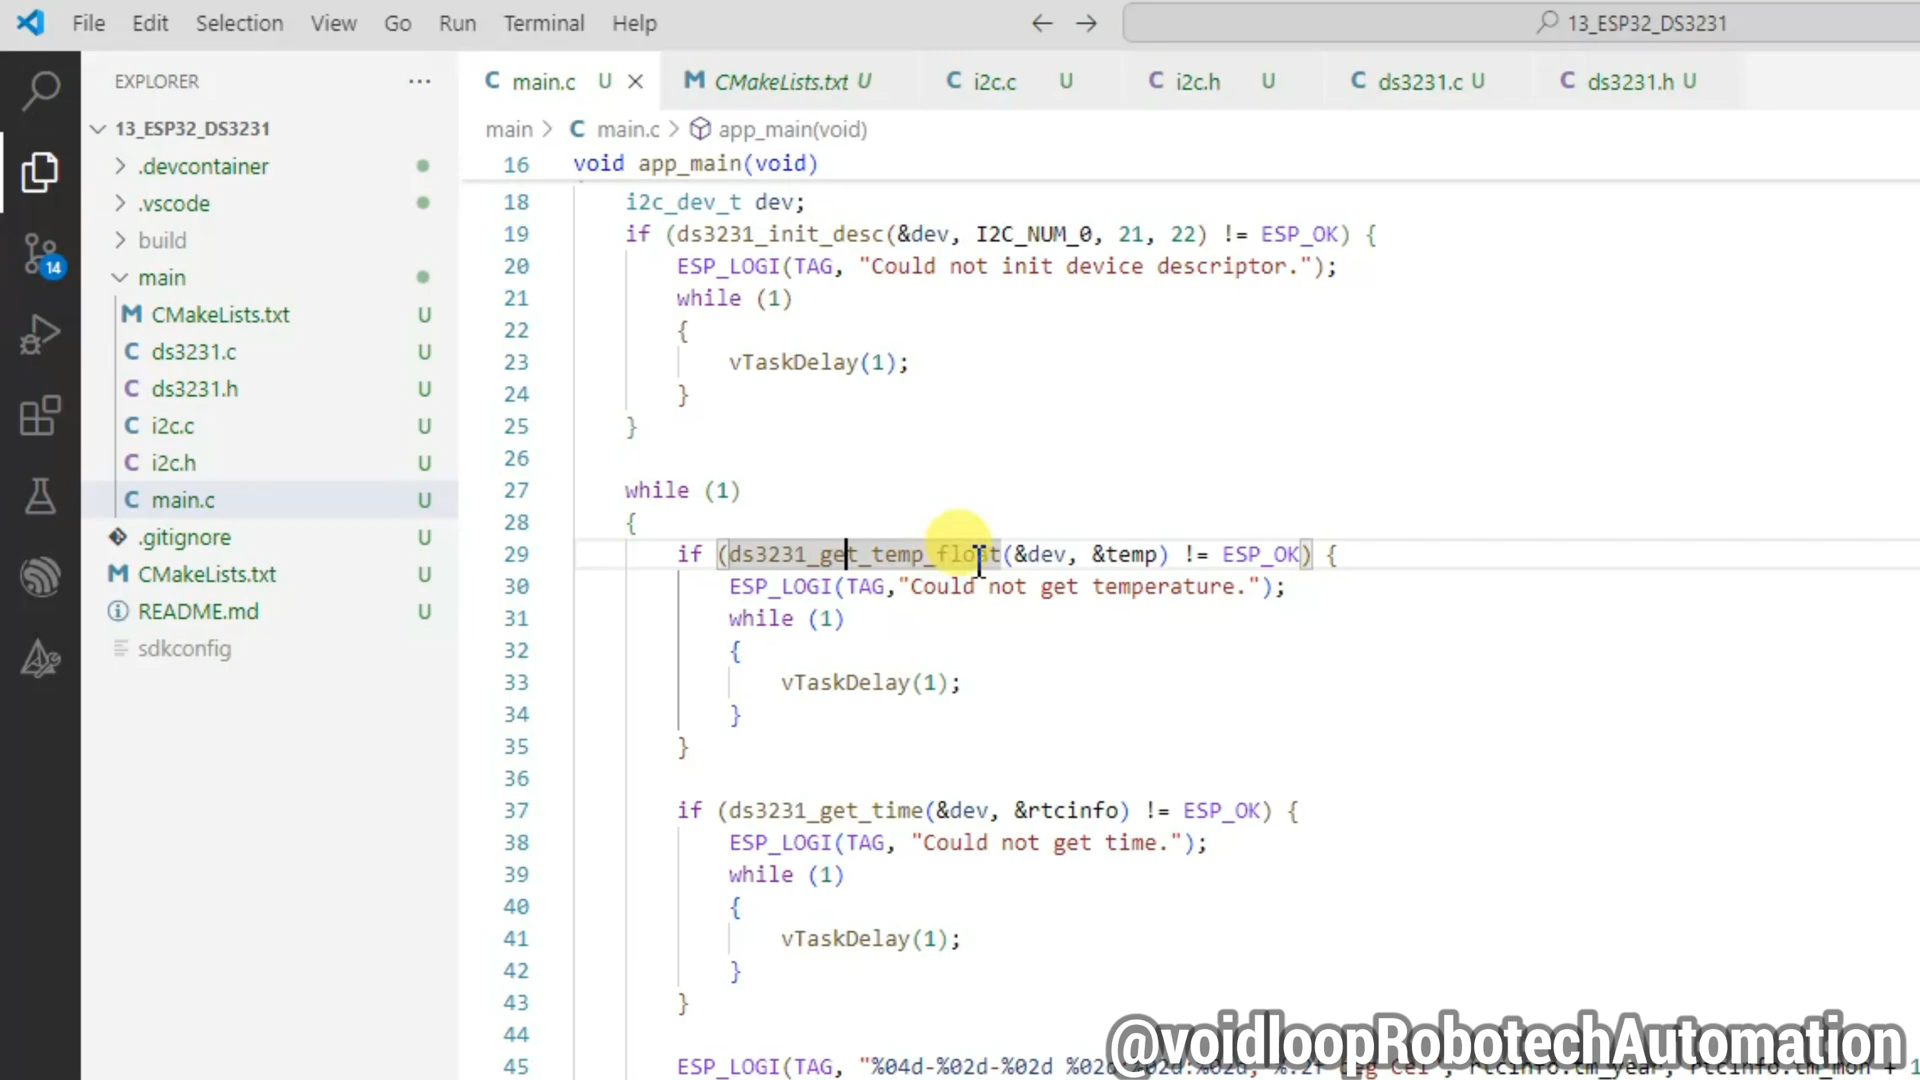 File Edit Selection View Go Run Terminal Help 13_ESP32_DS3231
EXPLORER
13_ESP32_DS3231
.devcontainer
.vscode
build
main
CMakeLists.txt U
ds3231.c U
ds3231.h U
i2c.c U
i2c.h U
main.c U
.gitignore U
CMakeLists.txt U
README.md U
sdkconfig
14
main.c U CMakeLists.txt U i2c.c U i2c.h U ds3231.c U ds3231.h U
main > C main.c > app_main(void)
16 void app_main(void)
18 i2c_dev_t dev;
19 if (ds3231_init_desc(&dev, I2C_NUM_0, 21, 22) != ESP_OK) {
20 ESP_LOGI(TAG, "Could not init device descriptor.");
21 while (1)
22 {
23 vTaskDelay(1);
24 }
25 }
26
27 while (1)
28 {
29 if (ds3231_get_temp_float(&dev, &temp) != ESP_OK) {
30 ESP_LOGI(TAG,"Could not get temperature.");
31 while (1)
32 {
33 vTaskDelay(1);
34 }
35 }
36
37 if (ds3231_get_time(&dev, &rtcinfo) != ESP_OK) {
38 ESP_LOGI(TAG, "Could not get time.");
39 while (1)
40 {
41 vTaskDelay(1);
42 }
43 }
44
45 ESP_LOGI(TAG, "%04d-%02d-%02d
@voidloopRobotechAutomation